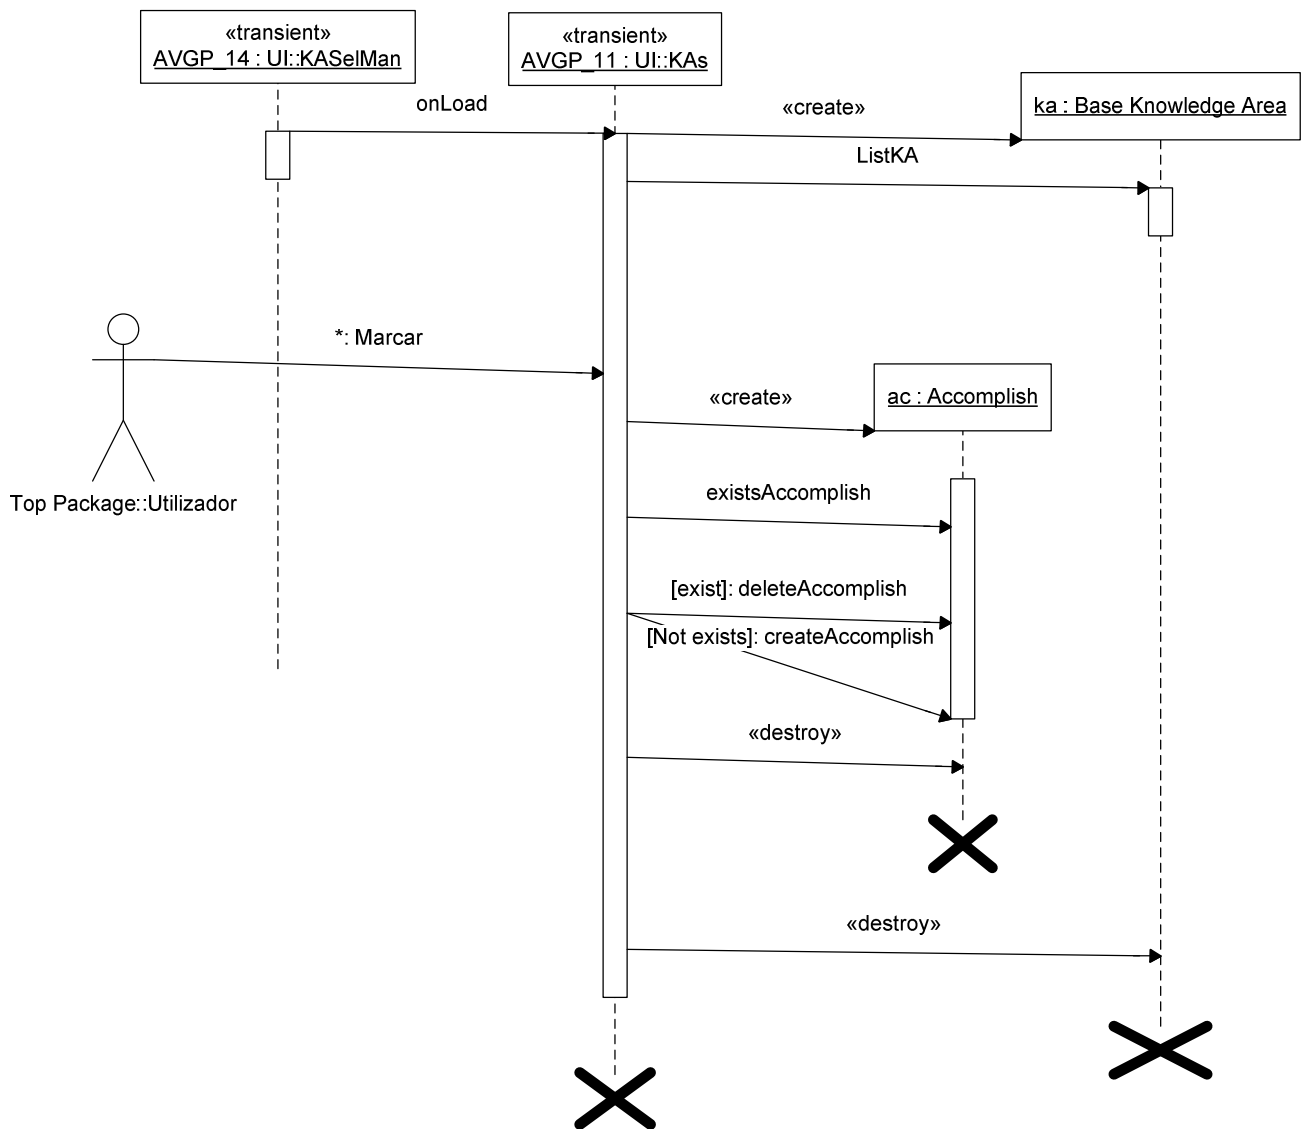 «transient»
AVGP_14 : UI::KASelMan
«transient»
AVGP_11 : UI::KAs
ka : Base Knowledge Area
onLoad
«create»
ListKA
*: Marcar
Top Package::Utilizador
«create»
ac : Accomplish
existsAccomplish
[exist]: deleteAccomplish
[Not exists]: createAccomplish
«destroy»
«destroy»